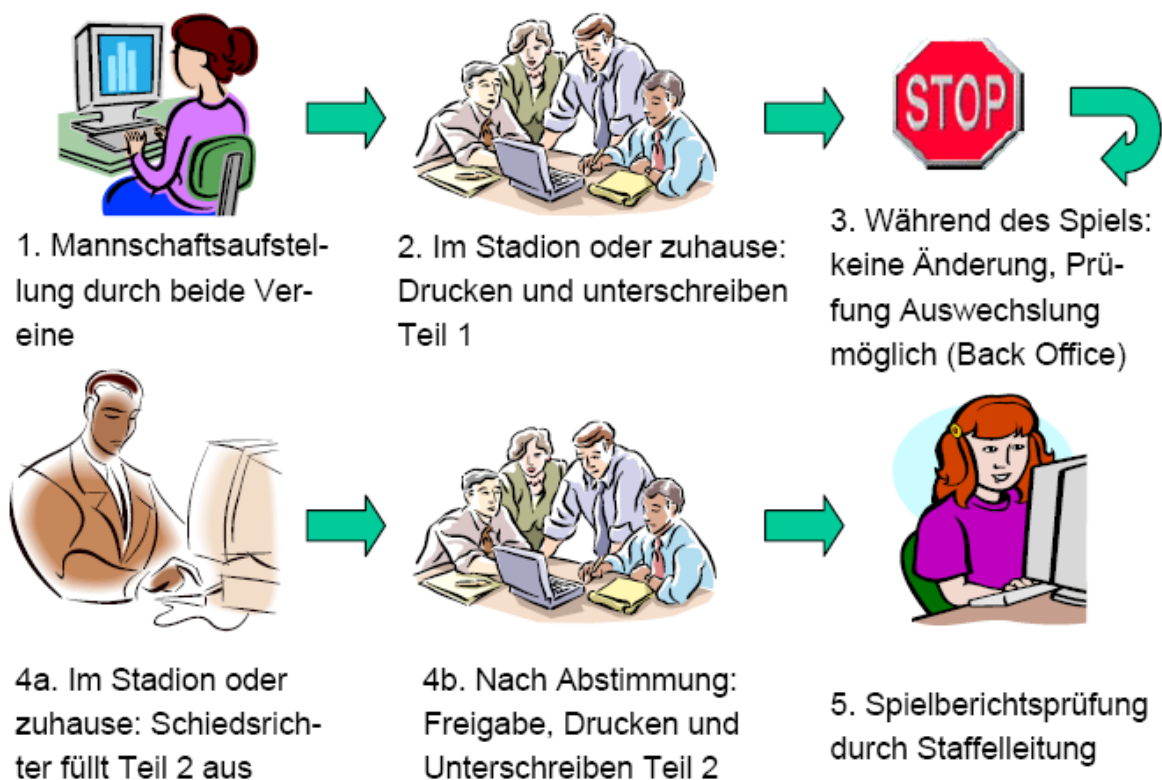 STOP
1. Mannschaftsaufstel-
lung durch beide Ver-
eine
2. Im Stadion oder zuhause:
Drucken und unterschreiben
Teil 1
3. Während des Spiels:
keine Änderung, Prü-
fung Auswechslung
möglich (Back Office)
4a. Im Stadion oder
zuhause: Schiedsrich-
ter füllt Teil 2 aus
4b. Nach Abstimmung:
Freigabe, Drucken und
Unterschreiben Teil 2
5. Spielberichtsprüfung
durch Staffelleitung